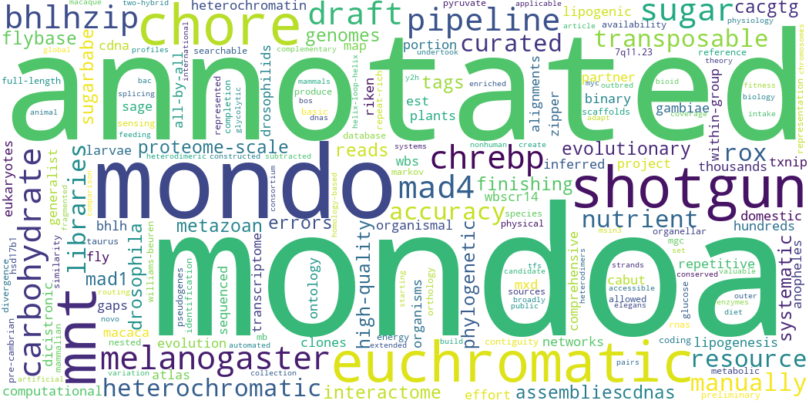 bhlhzip
chore
heterochromatin
macomes
two-hybrid
draft
pipeline
pyruvate
lipogenic
applicable
sugar
cacgtg
flybase
cdna
genomes
map
portion
curated
availability
transposable
physiology
article
undertook
7q11.23
theory
annotated
global
profiles
searchable
international
complementary
reference
full-length
sugarbabe
bac
splicing
sage
sensing
feeding
animal
all-by-all
represented
completion
glycolytic
drosophilids
mammals
produce
bos
basic
dnas
riken
helix-loop-helix
repeat-rich
y2h
tags
est
plants
enriched
alignments
zipper
partner
binary
scaffolds
adapt
myc
outbred
bioid
coverage
gambiae
within-group
fitness
biology
intake
representation
chromosomes
eukaryotes
larvae
proteome-scale
database
reads
nonhuman
create
systems
markov
wbs
evolutionary
inferred
project
rox
thousands
txnip
carbohydrate
generalist
fragmented
libraries
comparisons
mondo
heterodimeric
constructed
subtracted
consortium
errors
homology-based
mad4
chrebp
finishing
wbscr14
accuracy
species
physical
shotgun
nutrient
domestic
hundreds
bhlh
metazoan
organismal
organellar
mnt
taurus
fly
mad1
gaps
novo
drosophila
williams-beuren
mondoa
pseudogenes
identification
sequenced
transcriptome
ontology
high-quality
organisms
starting
orthology
phylogenetic
mxd
sources
broadly
public
tfs
candidate
efforts
comprehensive
heterodimers
cabut
allowed
strands
accessible
elegans
msin3
mgc
set
rnas
repetitive
conserved
glucose
coding
outer
enzymes
diet
valuable
systematic
anopheles
pre-cambrian
divergence
hsd17b1
similarity
dicistronic
mammalian
routing
macaca
nested
evolution
mb
clones
energy
extended
build
contiguity
networks
lipogenesis
metabolic
computational
artificial
atlas
variation
automated
collection
melanogaster
euchromatic
pairs
resource
heterochromatic
interactome
effort
assembliescdnas
manually
preliminary